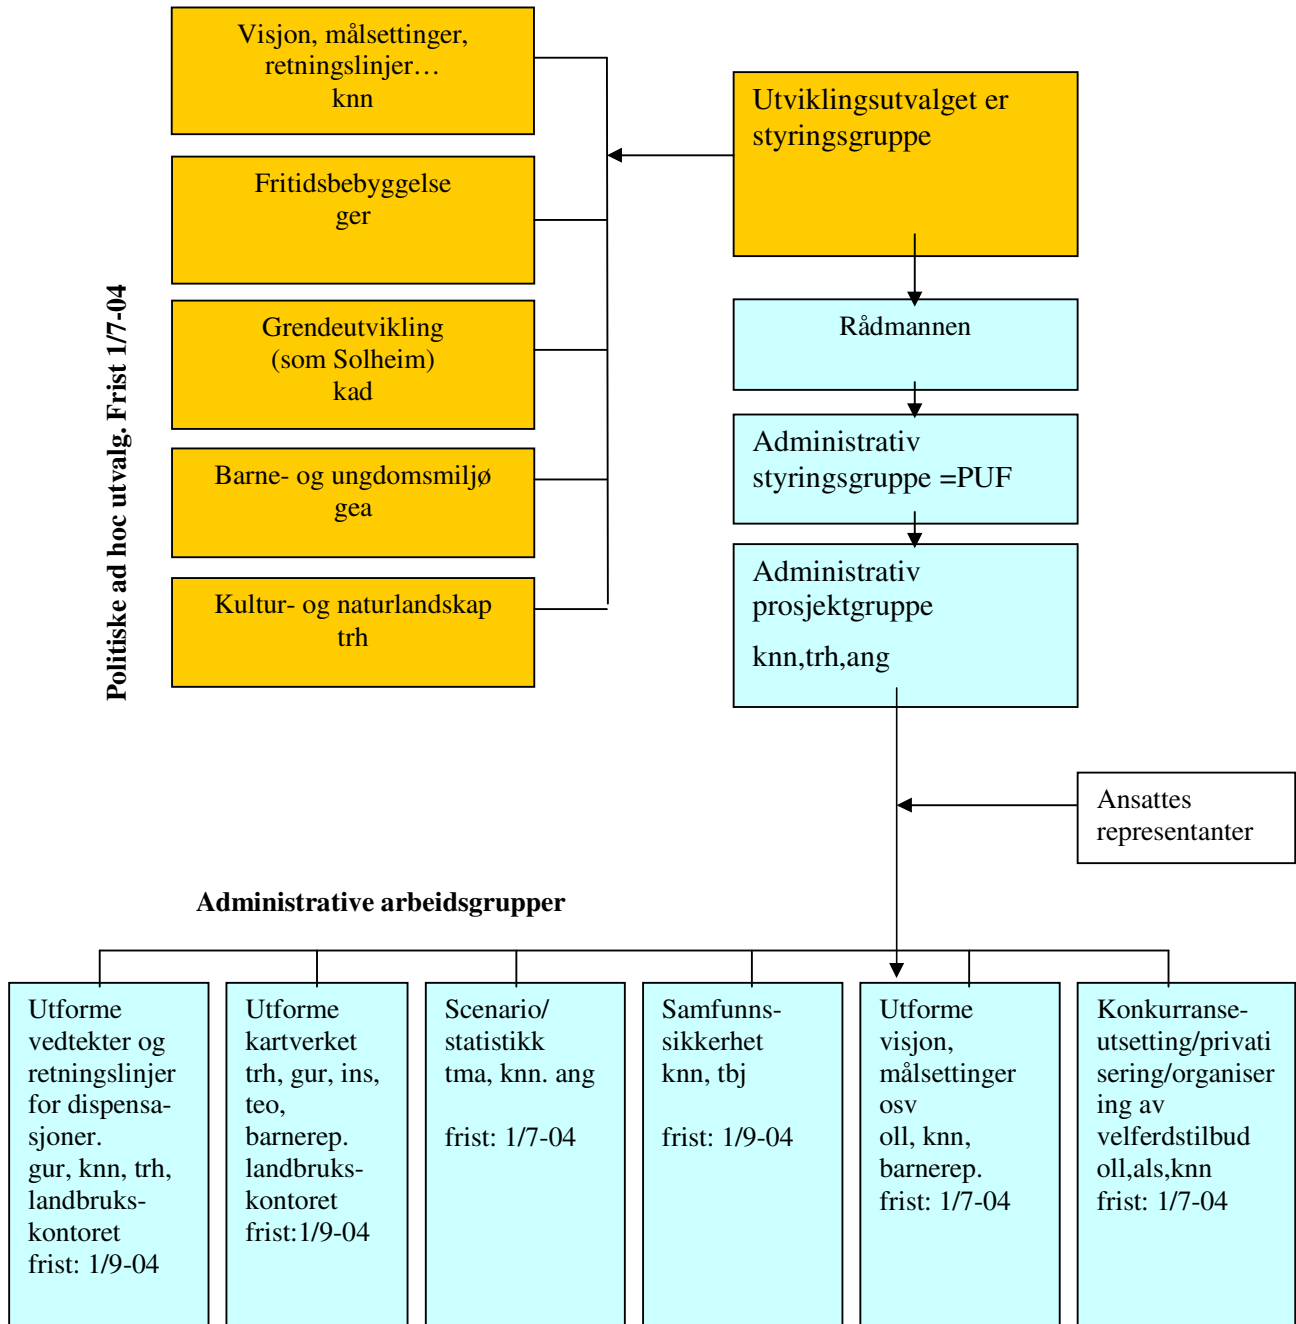 Visjon, målsettinger,
retningslinjer…
knn
Fritidsbebyggelse
ger
Grendeutvikling
(som Solheim)
kad
Barne- og ungdomsmiljø
gea
Kultur- og naturlandskap
trh
Politiske ad hoc utvalg. Frist 1/7-04
Utviklingsutvalget er
styringsgruppe
Rådmannen
Administrativ
styringsgruppe =PUF
Administrativ
prosjektgruppe
knn,trh,ang
Ansattes
representanter
Administrative arbeidsgrupper
Utforme
vedtekter og
retningslinjer
for dispensa-
sjoner.
gur, knn, trh,
landbruks-
kontoret
frist: 1/9-04
Utforme
kartverket
trh, gur, ins,
teo,
barnerep.
landbruks-
kontoret
frist:1/9-04
Scenario/
statistikk
tma, knn. ang
frist: 1/7-04
Samfunns-
sikkerhet
knn, tbj
frist: 1/9-04
Utforme
visjon,
målsettinger
osv
oll, knn,
barnerep.
frist: 1/7-04
Konkurranse-
utsetting/privati
sering/organiser
ing av
velferdstilbud
oll,als,knn
frist: 1/7-04